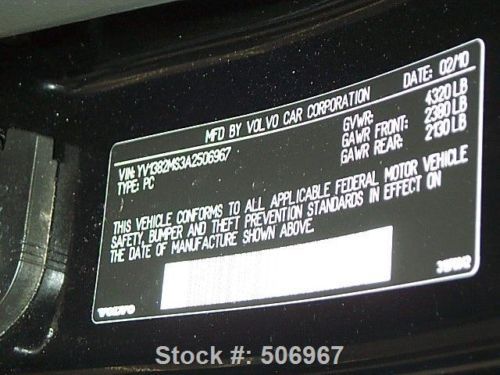 MFD BY VOLVO CAR CORPORATION DATE: 02/10
GVWR: 4320 LB
GAWR FRONT: 2380 LB
GAWR REAR: 2130 LB
VIN: YV1382MS3A2506967
TYPE: PC
THIS VEHICLE CONFORMS TO ALL APPLICABLE FEDERAL MOTOR VEHICLE
SAFETY, BUMPER AND THEFT PREVENTION STANDARDS IN EFFECT ON
THE DATE OF MANUFACTURE SHOWN ABOVE.
VOLVO
Stock #: 506967